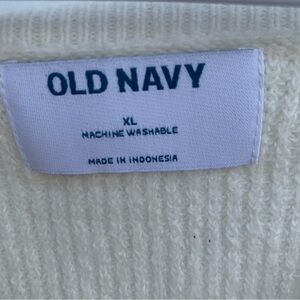 OLD NAVY
XL
MACHINE WASHABLE
MADE IN INDONESIA